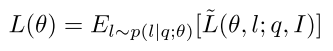 L(θ) = E_{l∼p(l|q;θ)}[L̃(θ, l; q, I)]